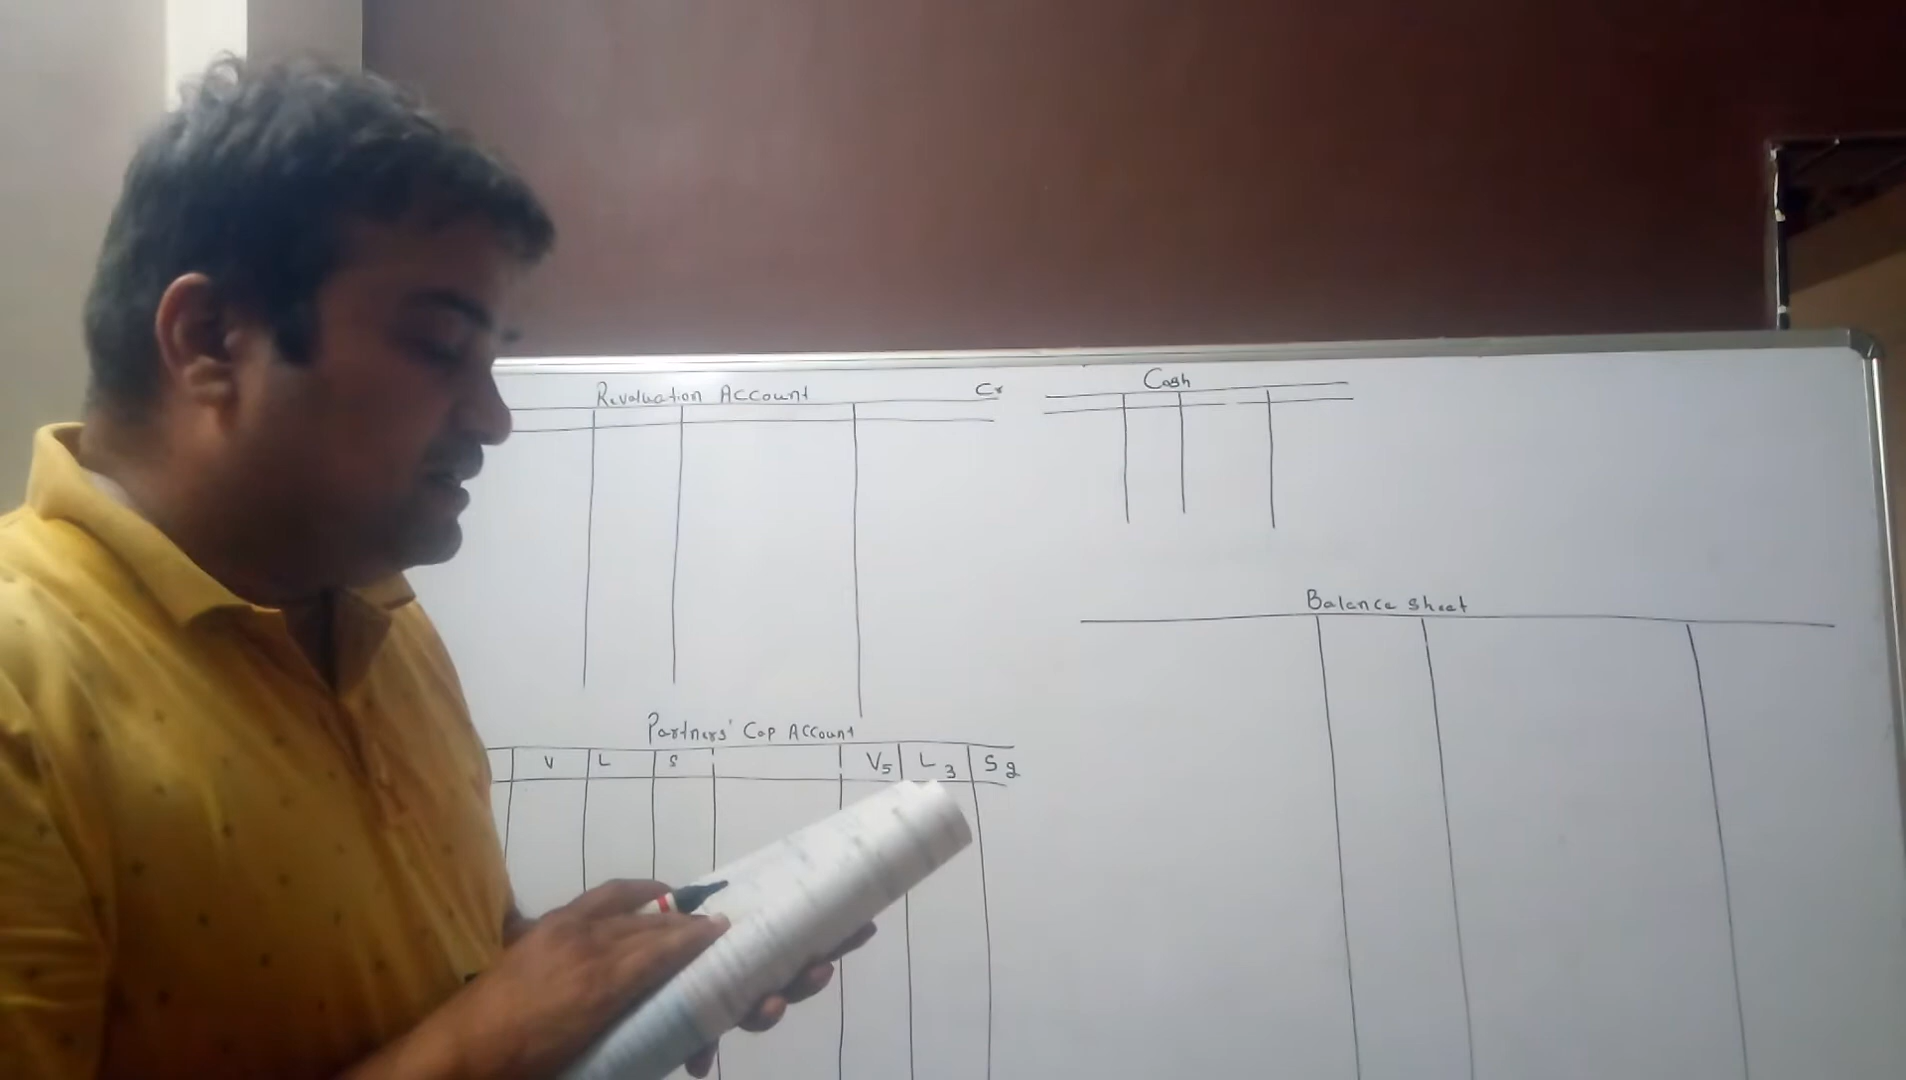 Revaluation Account Cr
Cash
Balance sheet
Partners' Cap Account
V L S V5 L3 S2